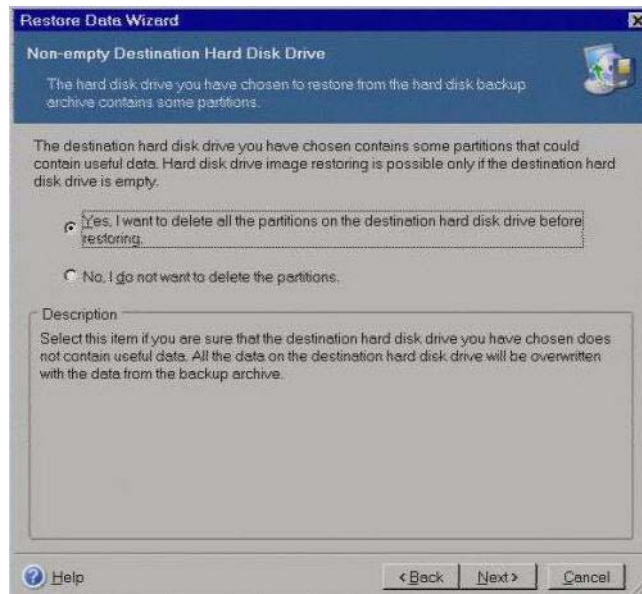 Restore Data Wizard
Non-empty Destination Hard Disk Drive
The hard disk drive you have chosen to restore from the hard disk backup
archive contains some partitions.
The destination hard disk drive you have chosen contains some partitions that could
contain useful data. Hard disk drive image restoring is possible only if the destination hard
disk drive is empty.
Yes, I want to delete all the partitions on the destination hard disk drive before
restoring.
No, I do not want to delete the partitions.
Description
Select this item if you are sure that the destination hard disk drive you have chosen does
not contain useful data. All the data on the destination hard disk drive will be overwritten
with the data from the backup archive.
Help
< Back
Next >
Cancel